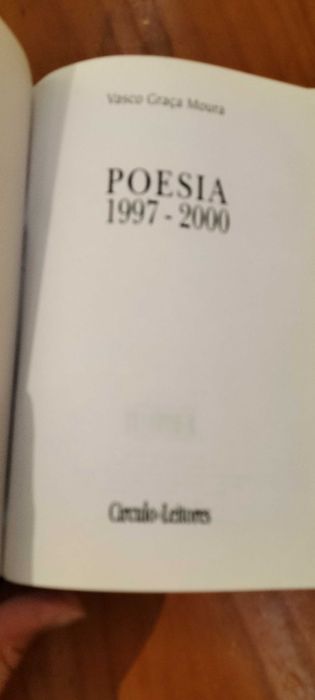 Vasco Graça Moura
POESIA
1997 - 2000
Círculo-Leitores